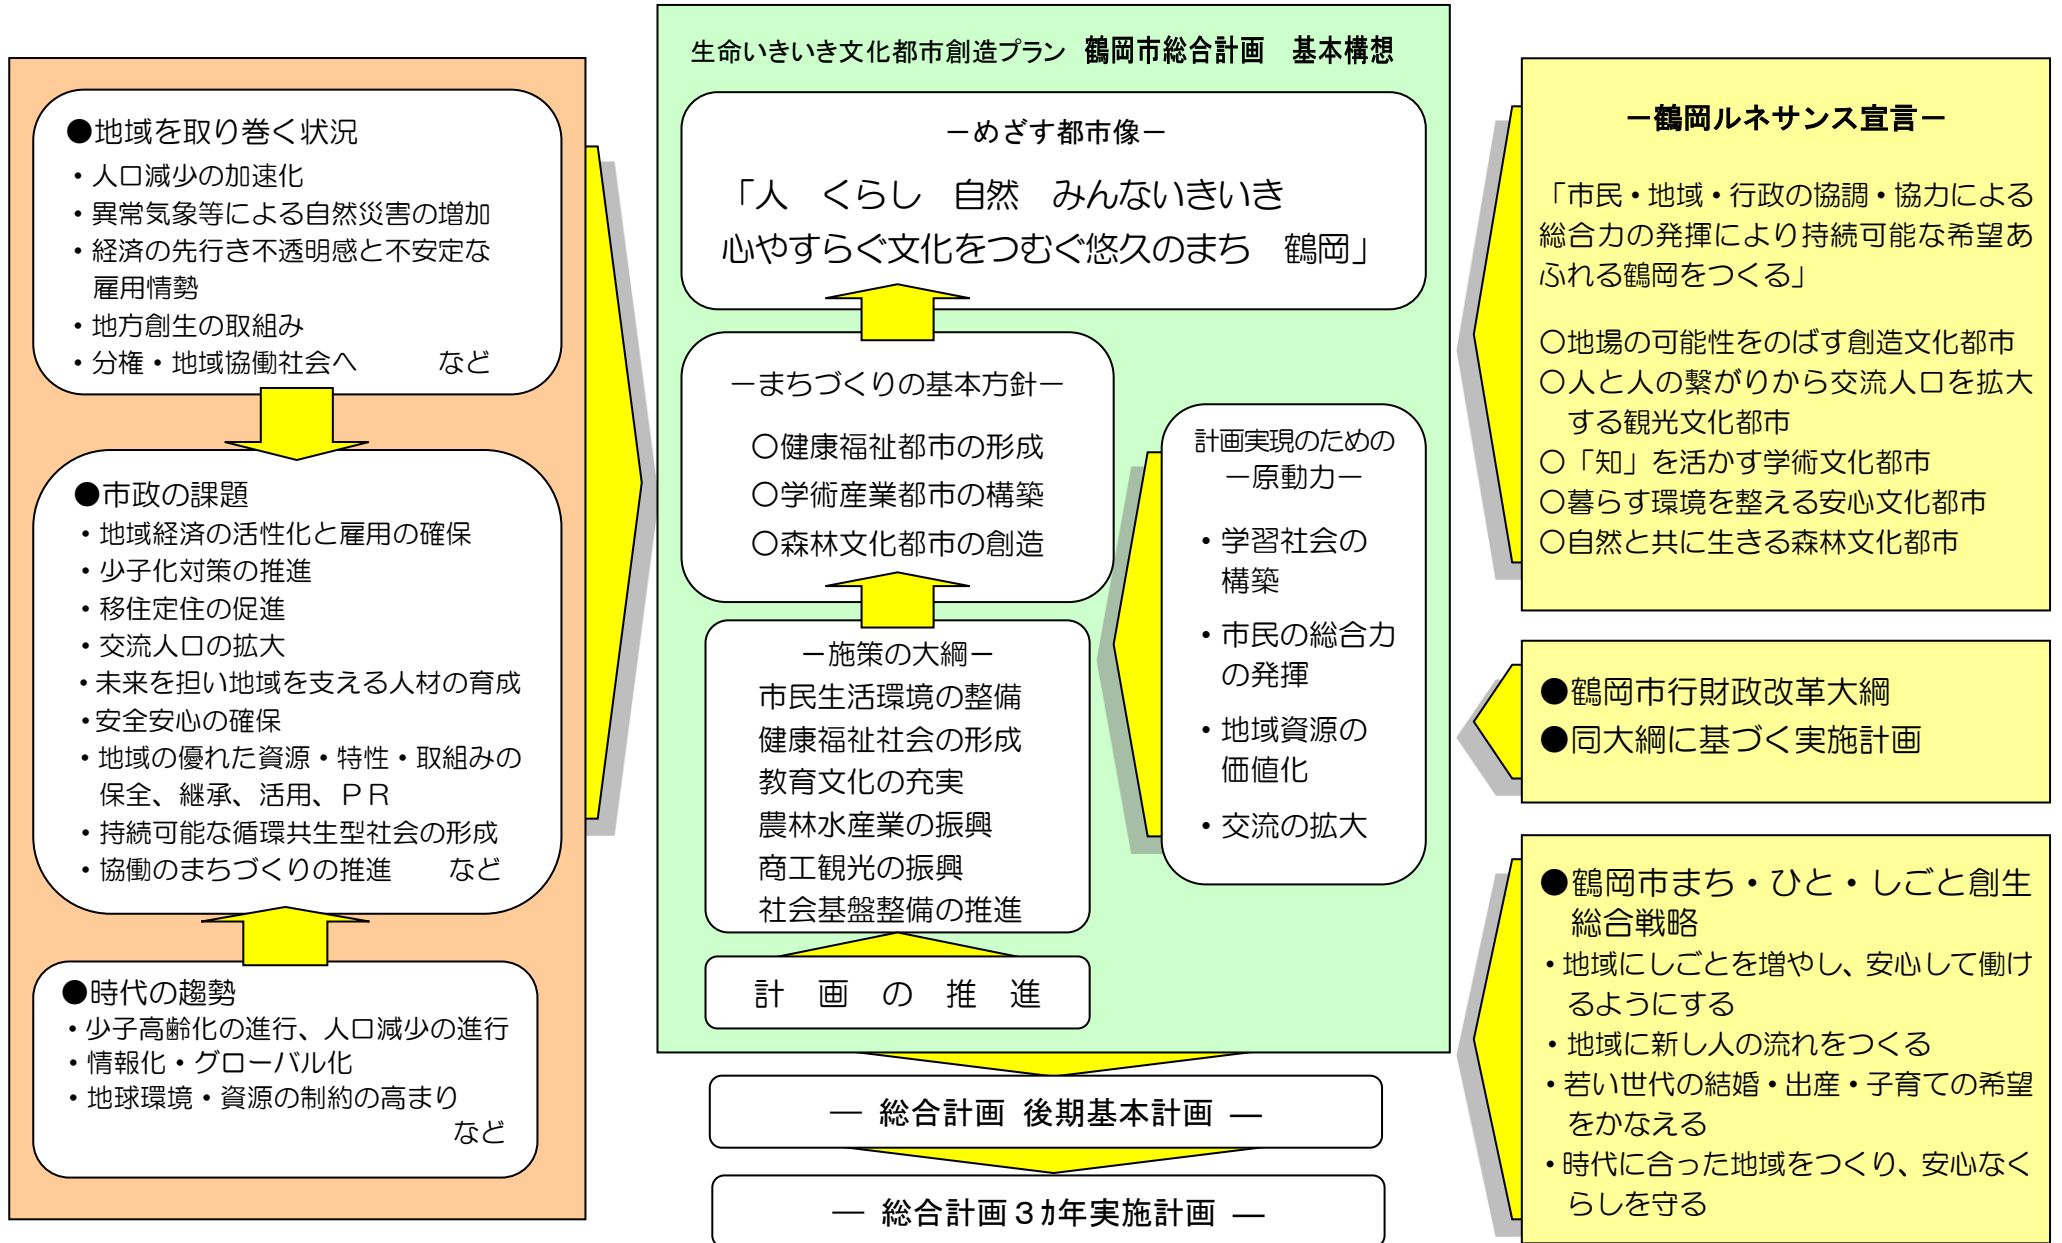 ●地域を取り巻く状況
・人口減少の加速化
・異常気象等による自然災害の増加
・経済の先行き不透明感と不安定な
雇用情勢
・地方創生の取組み
・分権・地域協働社会へ　　　など
●市政の課題
・地域経済の活性化と雇用の確保
・少子化対策の推進
・移住定住の促進
・交流人口の拡大
・未来を担い地域を支える人材の育成
・安全安心の確保
・地域の優れた資源・特性・取組みの
保全、継承、活用、ＰＲ
・持続可能な循環共生型社会の形成
・協働のまちづくりの推進　　など
●時代の趨勢
・少子高齢化の進行、人口減少の進行
・情報化・グローバル化
・地球環境・資源の制約の高まり
など
生命いきいき文化都市創造プラン　鶴岡市総合計画　基本構想
－めざす都市像－
「人　くらし　自然　みんないきいき
心やすらぐ文化をつむぐ悠久のまち　鶴岡」
－まちづくりの基本方針－
○健康福祉都市の形成
○学術産業都市の構築
○森林文化都市の創造
－施策の大綱－
市民生活環境の整備
健康福祉社会の形成
教育文化の充実
農林水産業の振興
商工観光の振興
社会基盤整備の推進
計　画　の　推　進
計画実現のための
－原動力－
・学習社会の
構築
・市民の総合力
の発揮
・地域資源の
価値化
・交流の拡大
― 総合計画 後期基本計画 ―
― 総合計画３ヵ年実施計画 ―
－鶴岡ルネサンス宣言－
「市民・地域・行政の協調・協力による
総合力の発揮により持続可能な希望あ
ふれる鶴岡をつくる」
○地場の可能性をのばす創造文化都市
○人と人の繋がりから交流人口を拡大
する観光文化都市
○「知」を活かす学術文化都市
○暮らす環境を整える安心文化都市
○自然と共に生きる森林文化都市
●鶴岡市行財政改革大綱
●同大綱に基づく実施計画
●鶴岡市まち・ひと・しごと創生
総合戦略
・地域にしごとを増やし、安心して働け
るようにする
・地域に新し人の流れをつくる
・若い世代の結婚・出産・子育ての希望
をかなえる
・時代に合った地域をつくり、安心なく
らしを守る